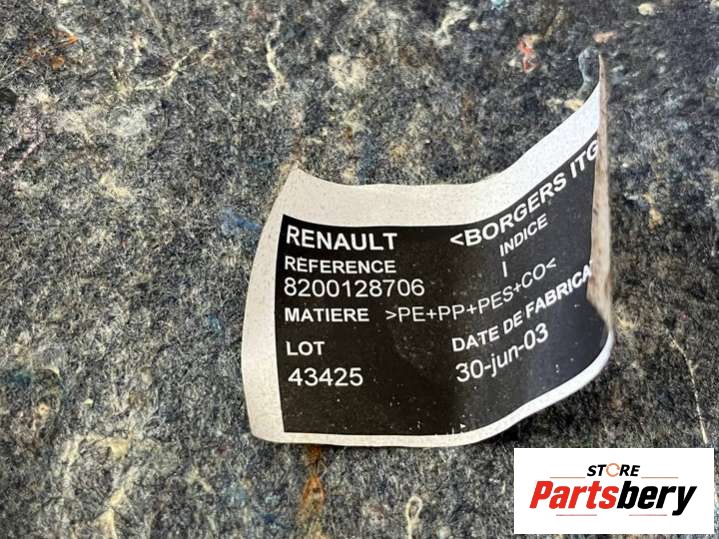 RENAULT <BORGERS ITG
REFERENCE INDICE
8200128706 I
MATIERE >PE+PP+PES+CO<
LOT DATE DE
43425 30-jun-03
STORE
Partsbery